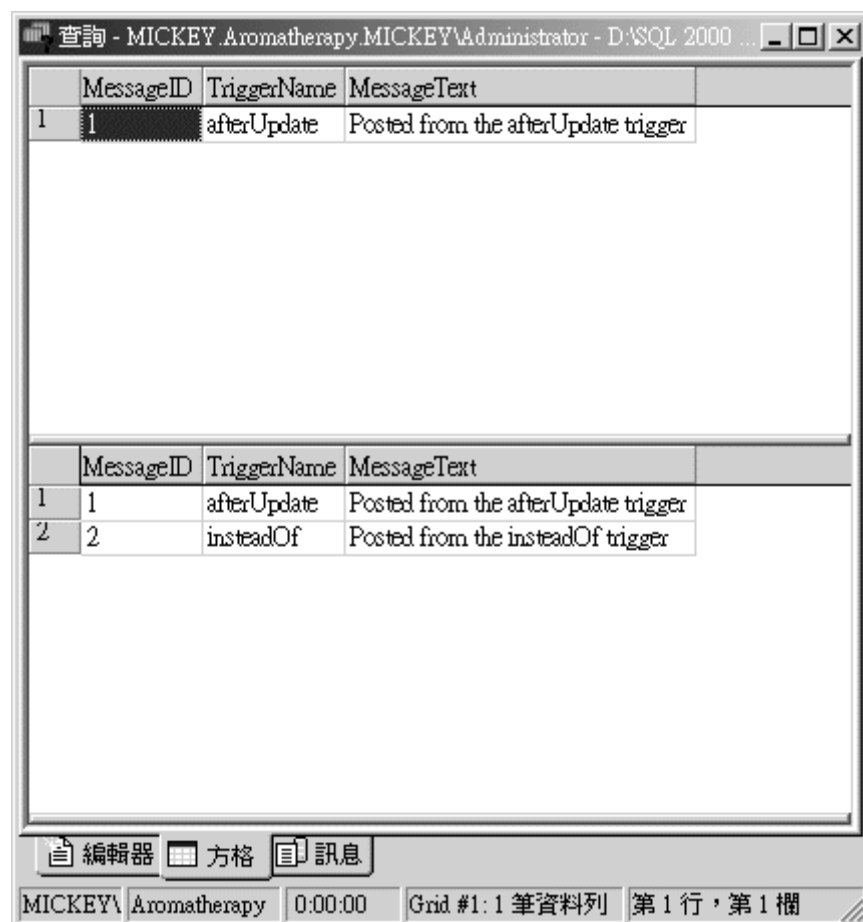 查詢 - MICKEY.Aromatherapy.MICKEY\Administrator - D:\SQL 2000 ...
MessageID TriggerName MessageText
1 1 afterUpdate Posted from the afterUpdate trigger
MessageID TriggerName MessageText
1 1 afterUpdate Posted from the afterUpdate trigger
2 2 insteadOf Posted from the insteadOf trigger
編輯器 方格 訊息
MICKEY\ Aromatherapy 0:00:00 Grid #1: 1 筆資料列 第 1 行，第 1 欄